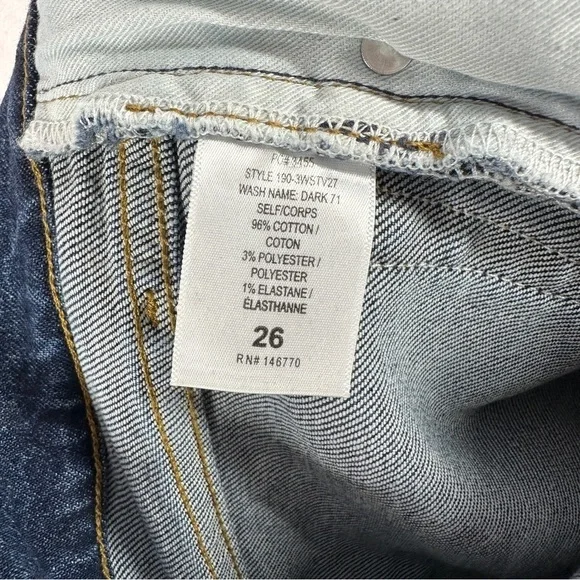 PO# 3455
STYLE 190-3WSTV27
WASH NAME: DARK 71
SELF/CORPS
96% COTTON /
COTON
3% POLYESTER /
POLYESTER
1% ELASTANE /
ÉLASTHANNE
26
RN# 146770